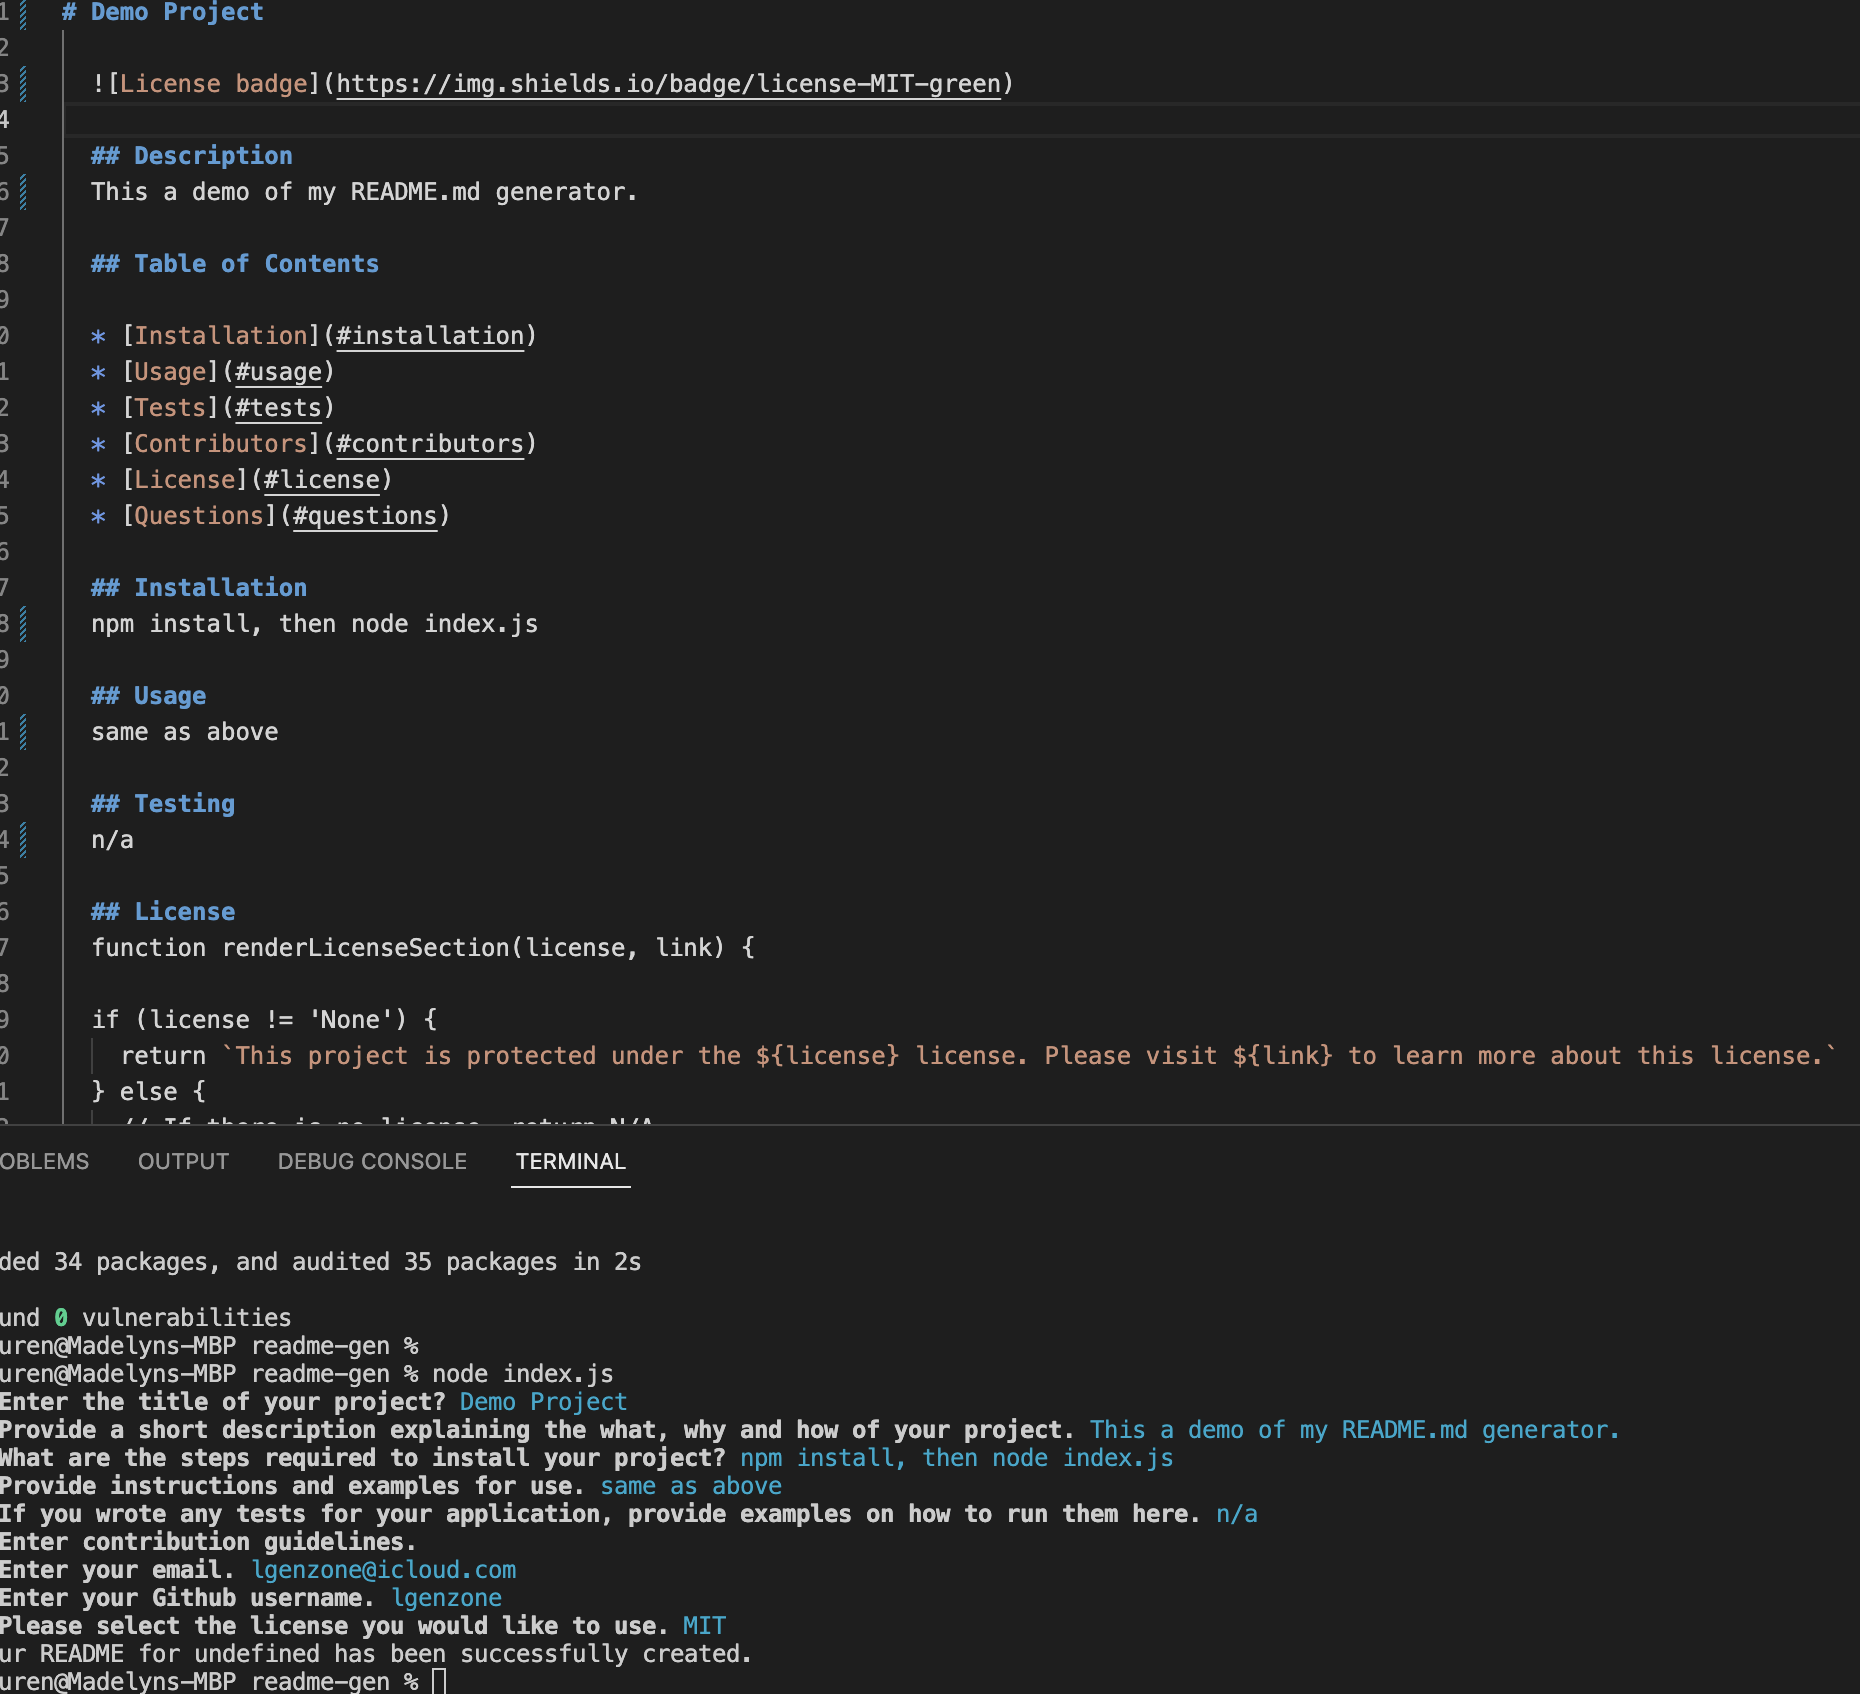 1 # Demo Project
2
3 ![License badge](https://img.shields.io/badge/license-MIT-green)
4
5 ## Description
6 This a demo of my README.md generator.
7
8 ## Table of Contents
9
0 * [Installation](#installation)
1 * [Usage](#usage)
2 * [Tests](#tests)
3 * [Contributors](#contributors)
4 * [License](#license)
5 * [Questions](#questions)
6
7 ## Installation
8 npm install, then node index.js
9
0 ## Usage
1 same as above
2
3 ## Testing
4 n/a
5
6 ## License
7 function renderLicenseSection(license, link) {
8
9 if (license != 'None') {
0 return `This project is protected under the ${license} license. Please visit ${link} to learn more about this license.`
1 } else {
// If there is no license, return N/A
OBLEMS OUTPUT DEBUG CONSOLE TERMINAL
ded 34 packages, and audited 35 packages in 2s
und 0 vulnerabilities
uren@Madelyns-MBP readme-gen %
uren@Madelyns-MBP readme-gen % node index.js
Enter the title of your project? Demo Project
Provide a short description explaining the what, why and how of your project. This a demo of my README.md generator.
What are the steps required to install your project? npm install, then node index.js
Provide instructions and examples for use. same as above
If you wrote any tests for your application, provide examples on how to run them here. n/a
Enter contribution guidelines.
Enter your email. lgenzone@icloud.com
Enter your Github username. lgenzone
Please select the license you would like to use. MIT
ur README for undefined has been successfully created.
uren@Madelyns-MBP readme-gen %